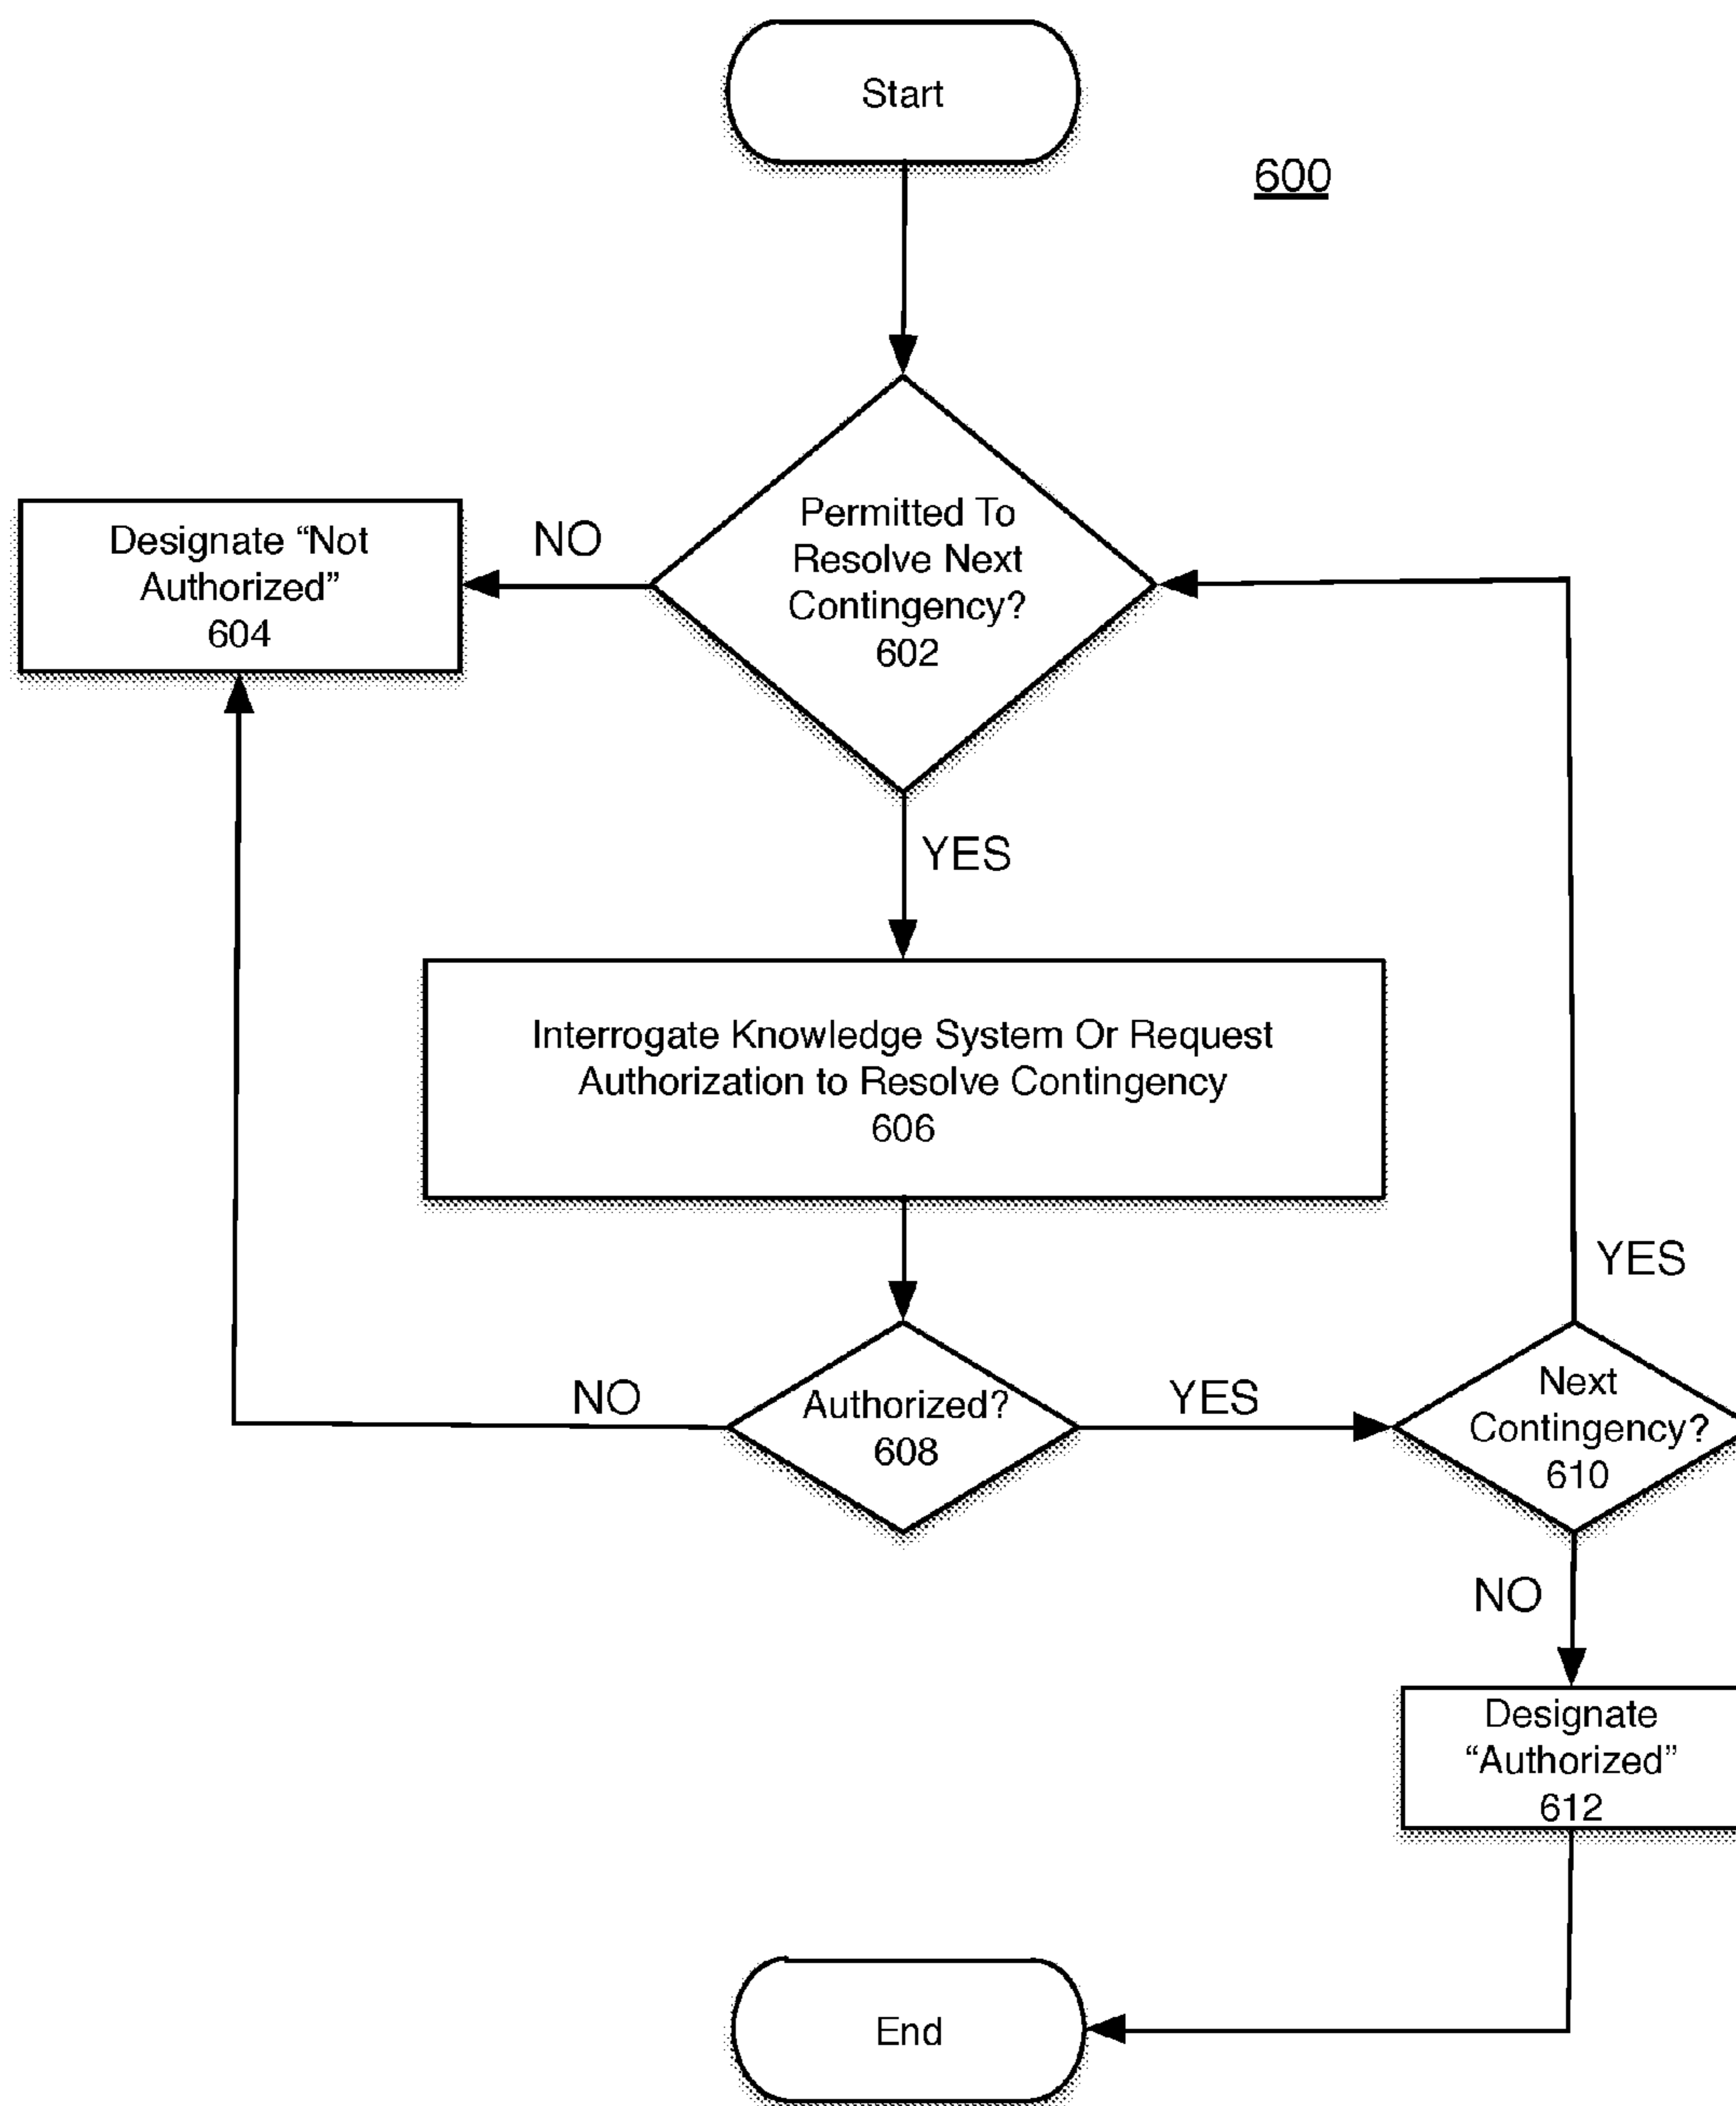 Start
600
Permitted To
Resolve Next
Contingency?
602
NO
Designate “Not
Authorized”
604
YES
Interrogate Knowledge System Or Request
Authorization to Resolve Contingency
606
Authorized?
608
NO
YES
Next
Contingency?
610
YES
NO
Designate
“Authorized”
612
End